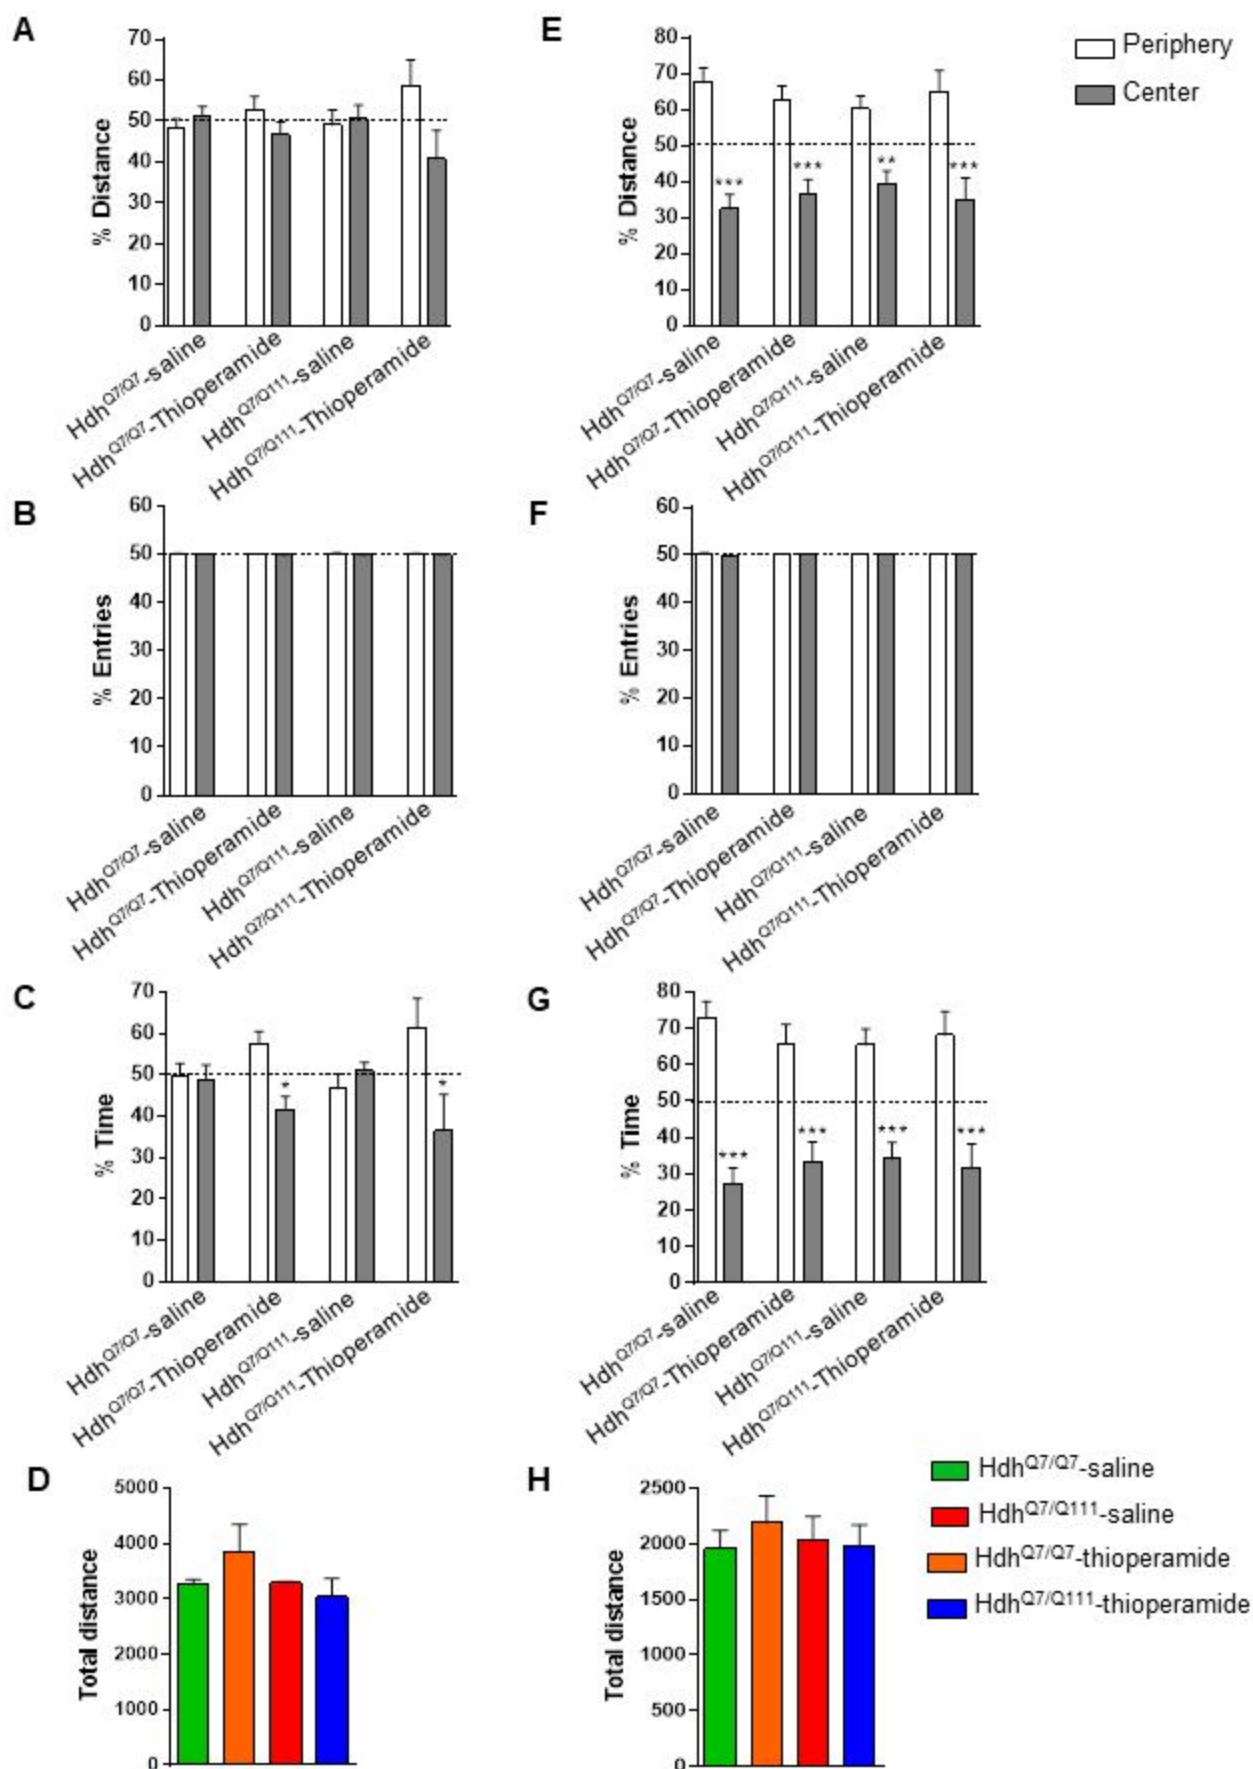 A
70
60
50
40
30
20
10
0
% Distance
Hdh^Q7/Q7-saline
Hdh^Q7/Q7-Thioperamide
Hdh^Q7/Q111-saline
Hdh^Q7/Q111-Thioperamide
E
80
70
60
50
40
30
20
10
0
% Distance
***
***
**
***
Hdh^Q7/Q7-saline
Hdh^Q7/Q7-Thioperamide
Hdh^Q7/Q111-saline
Hdh^Q7/Q111-Thioperamide
Periphery
Center
B
60
50
40
30
20
10
0
% Entries
Hdh^Q7/Q7-saline
Hdh^Q7/Q7-Thioperamide
Hdh^Q7/Q111-saline
Hdh^Q7/Q111-Thioperamide
F
60
50
40
30
20
10
0
% Entries
Hdh^Q7/Q7-saline
Hdh^Q7/Q7-Thioperamide
Hdh^Q7/Q111-saline
Hdh^Q7/Q111-Thioperamide
C
70
60
50
40
30
20
10
0
% Time
*
*
Hdh^Q7/Q7-saline
Hdh^Q7/Q7-Thioperamide
Hdh^Q7/Q111-saline
Hdh^Q7/Q111-Thioperamide
G
80
70
60
50
40
30
20
10
0
% Time
***
***
***
***
Hdh^Q7/Q7-saline
Hdh^Q7/Q7-Thioperamide
Hdh^Q7/Q111-saline
Hdh^Q7/Q111-Thioperamide
D
5000
4000
3000
2000
1000
0
Total distance
H
2500
2000
1500
1000
500
0
Total distance
Hdh^Q7/Q7-saline
Hdh^Q7/Q111-saline
Hdh^Q7/Q7-thioperamide
Hdh^Q7/Q111-thioperamide